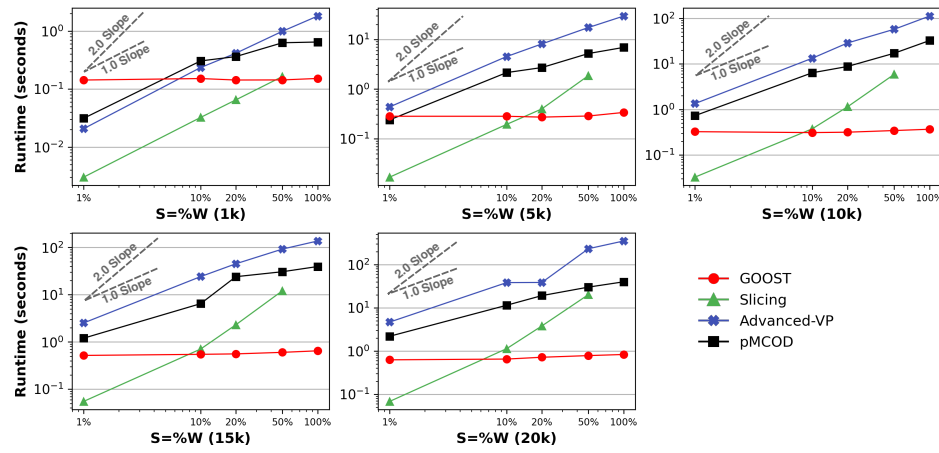 2.0 Slope
1.0 Slope
Runtime (seconds)
10^0
10^-1
10^-2
1% 10% 20% 50% 100%
S=%W (1k)
2.0 Slope
1.0 Slope
10^1
10^0
10^-1
1% 10% 20% 50% 100%
S=%W (5k)
2.0 Slope
1.0 Slope
10^2
10^1
10^0
10^-1
1% 10% 20% 50% 100%
S=%W (10k)
2.0 Slope
1.0 Slope
Runtime (seconds)
10^2
10^1
10^0
10^-1
1% 10% 20% 50% 100%
S=%W (15k)
2.0 Slope
1.0 Slope
10^2
10^1
10^0
10^-1
1% 10% 20% 50% 100%
S=%W (20k)
GOOST
Slicing
Advanced-VP
pMCOD